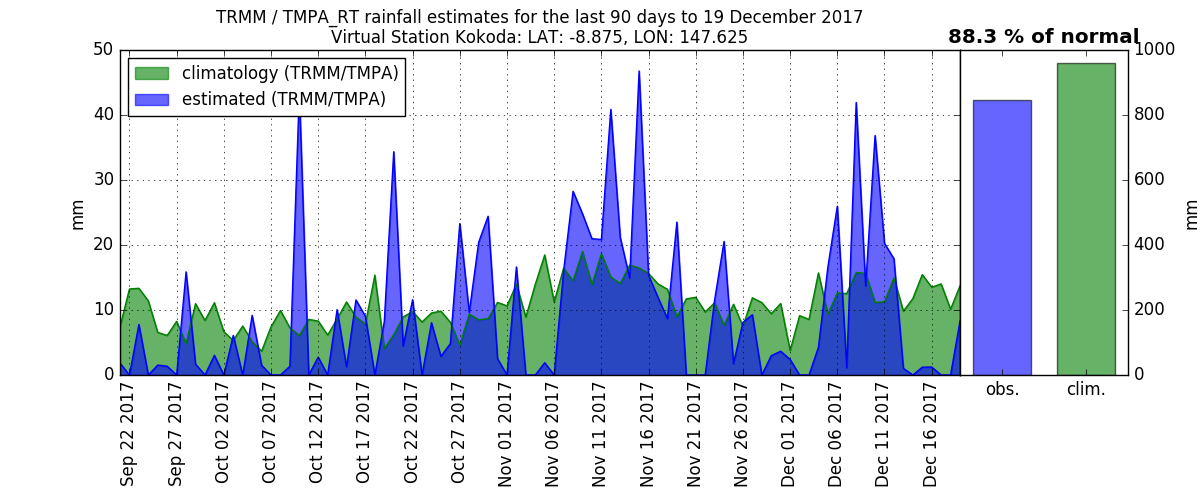 TRMM / TMPA_RT rainfall estimates for the last 90 days to 19 December 2017
Virtual Station Kokoda: LAT: -8.875, LON: 147.625
88.3 % of normal
climatology (TRMM/TMPA)
estimated (TRMM/TMPA)
50
40
30
20
10
0
mm
1000
800
600
400
200
0
mm
Sep 22 2017
Sep 27 2017
Oct 02 2017
Oct 07 2017
Oct 12 2017
Oct 17 2017
Oct 22 2017
Oct 27 2017
Nov 01 2017
Nov 06 2017
Nov 11 2017
Nov 16 2017
Nov 21 2017
Nov 26 2017
Dec 01 2017
Dec 06 2017
Dec 11 2017
Dec 16 2017
obs.
clim.